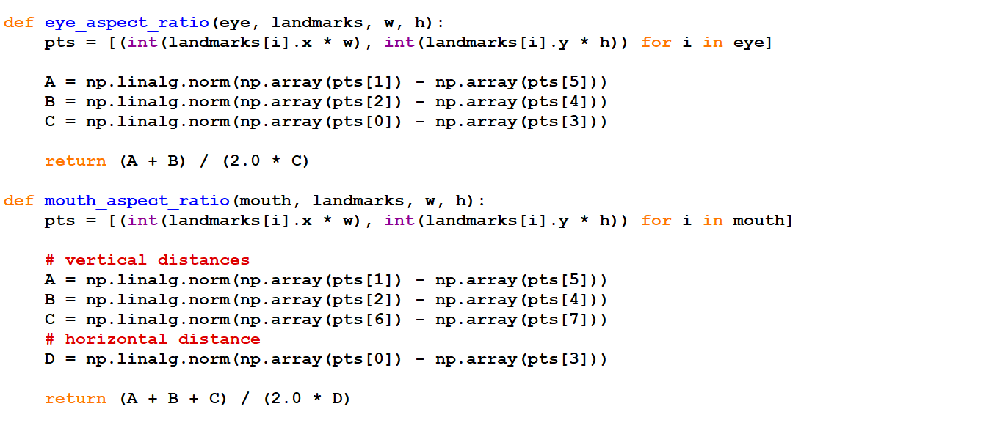 def eye_aspect_ratio(eye, landmarks, w, h):
    pts = [(int(landmarks[i].x * w), int(landmarks[i].y * h)) for i in eye]
    A = np.linalg.norm(np.array(pts[1]) - np.array(pts[5]))
    B = np.linalg.norm(np.array(pts[2]) - np.array(pts[4]))
    C = np.linalg.norm(np.array(pts[0]) - np.array(pts[3]))
    return (A + B) / (2.0 * C)
def mouth_aspect_ratio(mouth, landmarks, w, h):
    pts = [(int(landmarks[i].x * w), int(landmarks[i].y * h)) for i in mouth]
    # vertical distances
    A = np.linalg.norm(np.array(pts[1]) - np.array(pts[5]))
    B = np.linalg.norm(np.array(pts[2]) - np.array(pts[4]))
    C = np.linalg.norm(np.array(pts[6]) - np.array(pts[7]))
    # horizontal distance
    D = np.linalg.norm(np.array(pts[0]) - np.array(pts[3]))
    return (A + B + C) / (2.0 * D)